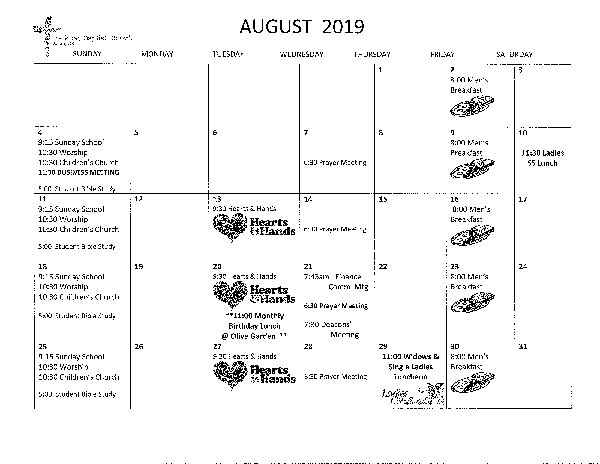 AUGUST 2019
SUNDAY MONDAY TUESDAY WEDNESDAY THURSDAY FRIDAY SATURDAY
1
2
8:00 Men's
Breakfast
3
4
9:15 Sunday School
10:30 Worship
10:30 Children's Church
11:30 BUSINESS MEETING
5:00 Student Bible Study
5
6
7
6:30 Prayer Meeting
8
9
8:00 Men's
Breakfast
10
11:30 Ladies
$5 Lunch
11
9:15 Sunday School
10:30 Worship
10:30 Children's Church
5:00 Student Bible Study
12
13
9:30 Hearts & Hands
Hearts
& Hands
14
6:30 Prayer Meeting
15
16
8:00 Men's
Breakfast
17
18
9:15 Sunday School
10:30 Worship
10:30 Children's Church
5:00 Student Bible Study
19
20
9:30 Hearts & Hands
Hearts
& Hands
**11:00 Monthly
Birthday Lunch
@ Olive Garden **
21
7:43am Finance
Comm. Mtg
6:30 Prayer Meeting
7:30 Deacons'
Meeting
22
23
8:00 Men's
Breakfast
24
25
9:15 Sunday School
10:30 Worship
10:30 Children's Church
5:00 Student Bible Study
26
27
9:30 Hearts & Hands
Hearts
& Hands
28
6:30 Prayer Meeting
29
11:00 Widows &
Single Ladies
Luncheon
30
8:00 Men's
Breakfast
31